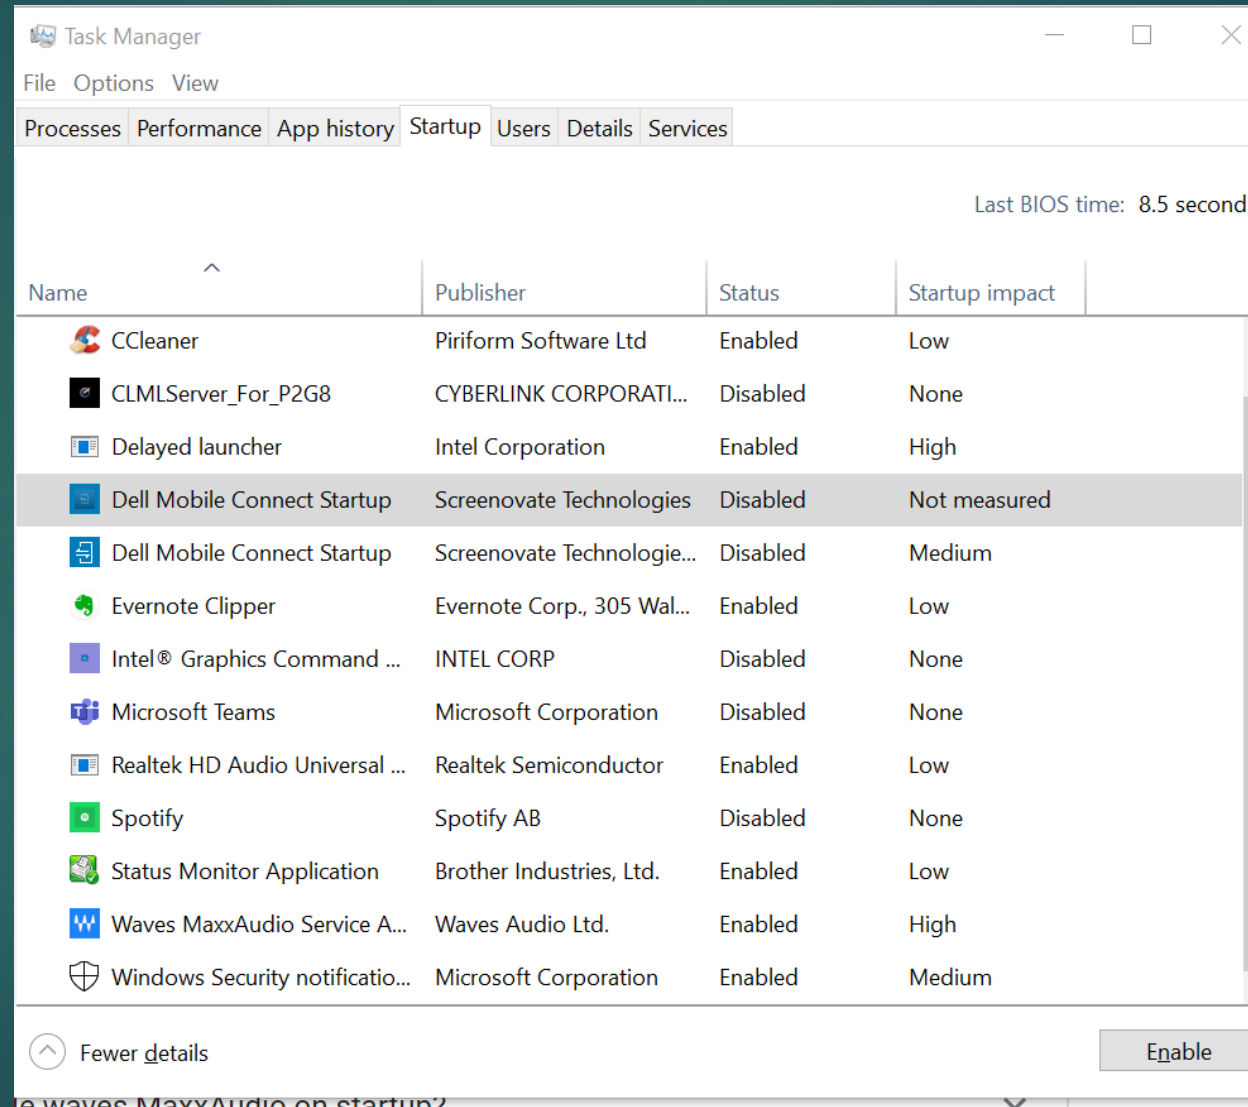 Task Manager
File Options View
Processes Performance App history Startup Users Details Services
Last BIOS time: 8.5 second
Name Publisher Status Startup impact
CCleaner Piriform Software Ltd Enabled Low
CLMLServer_For_P2G8 CYBERLINK CORPORATI... Disabled None
Delayed launcher Intel Corporation Enabled High
Dell Mobile Connect Startup Screenovate Technologies Disabled Not measured
Dell Mobile Connect Startup Screenovate Technologie... Disabled Medium
Evernote Clipper Evernote Corp., 305 Wal... Enabled Low
Intel® Graphics Command ... INTEL CORP Disabled None
Microsoft Teams Microsoft Corporation Disabled None
Realtek HD Audio Universal ... Realtek Semiconductor Enabled Low
Spotify Spotify AB Disabled None
Status Monitor Application Brother Industries, Ltd. Enabled Low
Waves MaxxAudio Service A... Waves Audio Ltd. Enabled High
Windows Security notificatio... Microsoft Corporation Enabled Medium
Fewer details Enable
le waves MaxxAudio on startup?